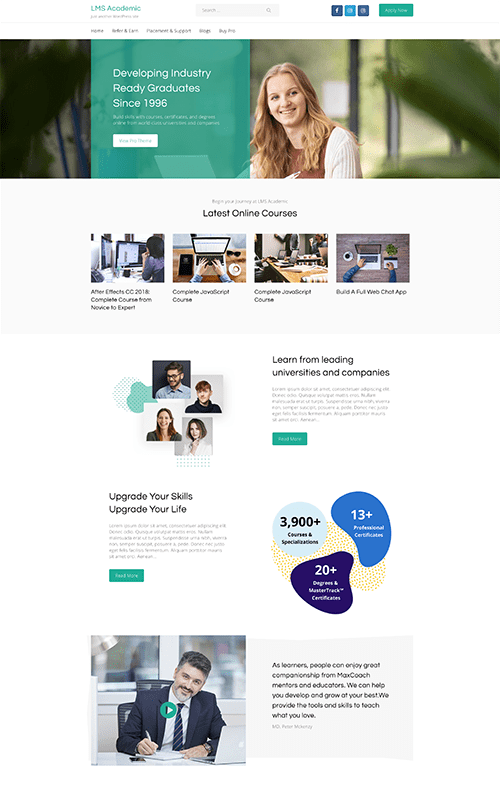 LMS Academic
Just another WordPress site
Search ...
Apply Now
Home Refer & Earn Placement & Support Blogs Buy Pro
Developing Industry
Ready Graduates
Since 1996
Build skills with courses, certificates, and degrees
online from world-class universities and companies
View Pro Theme
Begin your journey at LMS Academic
Latest Online Courses
After Effects CC 2018:
Complete Course from
Novice to Expert
Complete JavaScript
Course
Complete JavaScript
Course
Build A Full Web Chat App
Learn from leading
universities and companies
Lorem ipsum dolor sit amet, consectetur adipiscing elit.
Donec odio. Quisque volutpat mattis eros. Nullam
malesuada erat ut turpis. Suspendisse urna nibh, viverra
non, semper suscipit, posuere a, pede. Donec nec justo
eget felis facilisis fermentum. Aliquam porttitor mauris
sit amet orci. Aenean...
Read More
Upgrade Your Skills
Upgrade Your Life
Lorem ipsum dolor sit amet, consectetur adipiscing elit.
Donec odio. Quisque volutpat mattis eros. Nullam
malesuada erat ut turpis. Suspendisse urna nibh, viverra
non, semper suscipit, posuere a, pede. Donec nec justo
eget felis facilisis fermentum. Aliquam porttitor mauris
sit amet orci. Aenean...
Read More
3,900+
Courses &
Specializations
13+
Professional
Certificates
20+
Degrees &
MasterTrack™
Certificates
As learners, people can enjoy great
companionship from MaxCoach
mentors and educators. We can help
you develop and grow at your best.We
provide the tools and skills to teach
what you love.